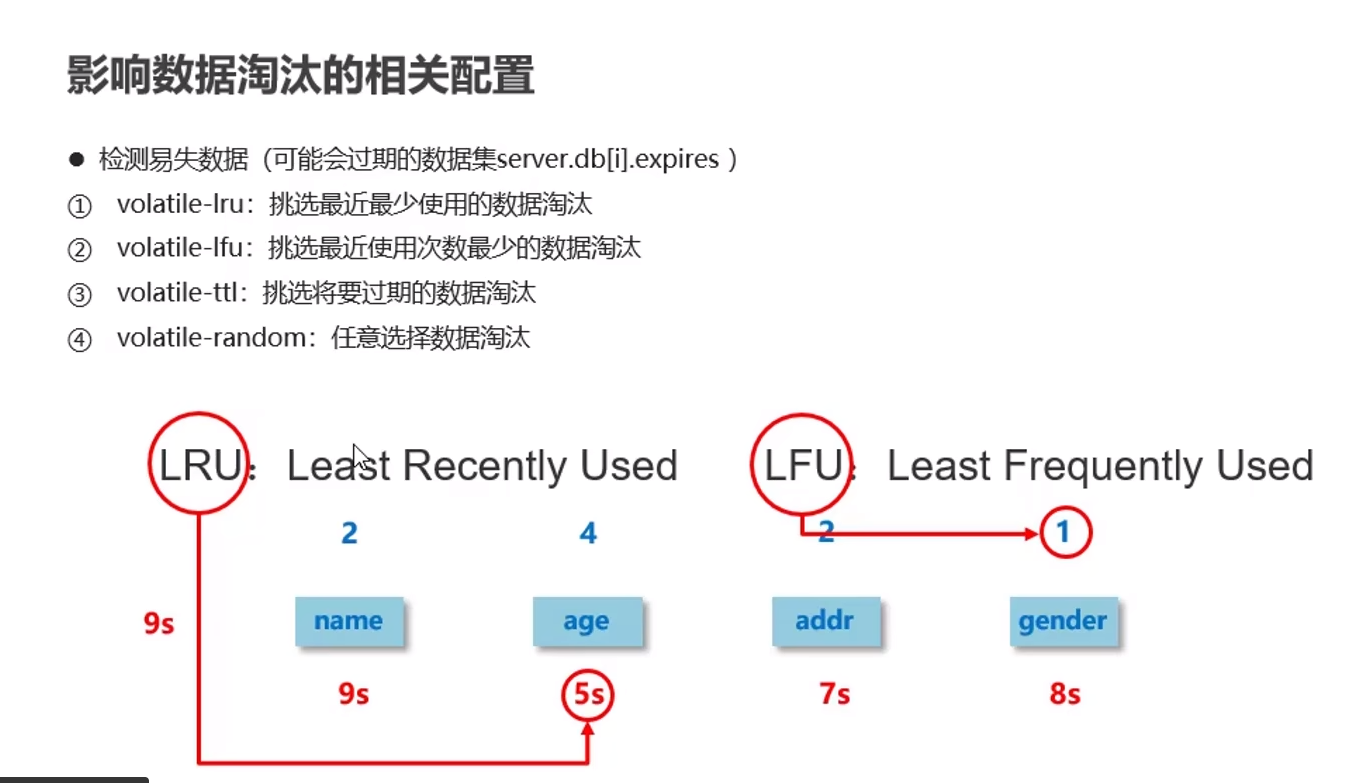 影响数据淘汰的相关配置
● 检测易失数据（可能会过期的数据集server.db[i].expires ）
① volatile-lru：挑选最近最少使用的数据淘汰
② volatile-lfu：挑选最近使用次数最少的数据淘汰
③ volatile-ttl：挑选将要过期的数据淘汰
④ volatile-random：任意选择数据淘汰
LRU：Least Recently Used LFU：Least Frequently Used
2 4 2 1
9s name age addr gender
9s 5s 7s 8s